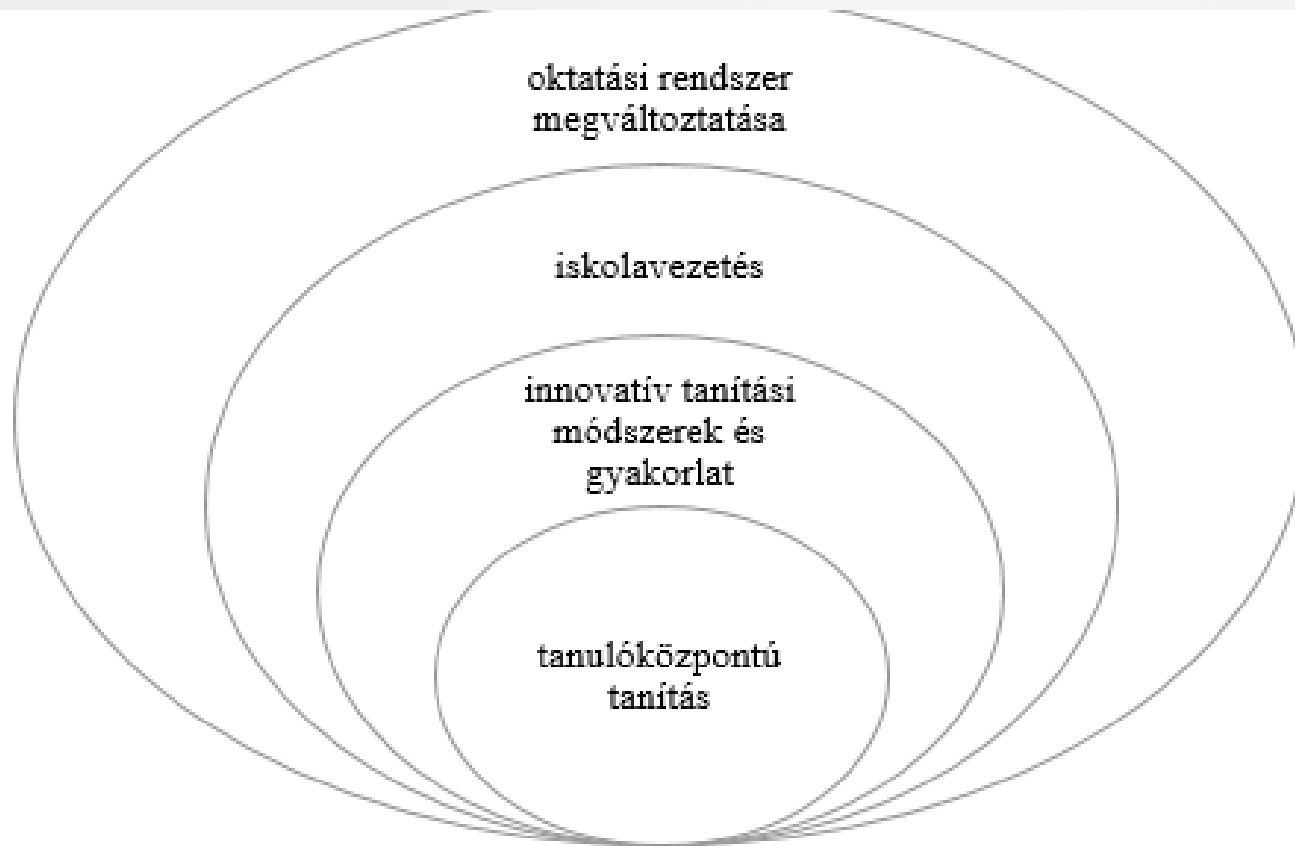 oktatási rendszer
megváltoztatása
iskolavezetés
innovatív tanítási
módszerek és
gyakorlat
tanulóközpontú
tanítás